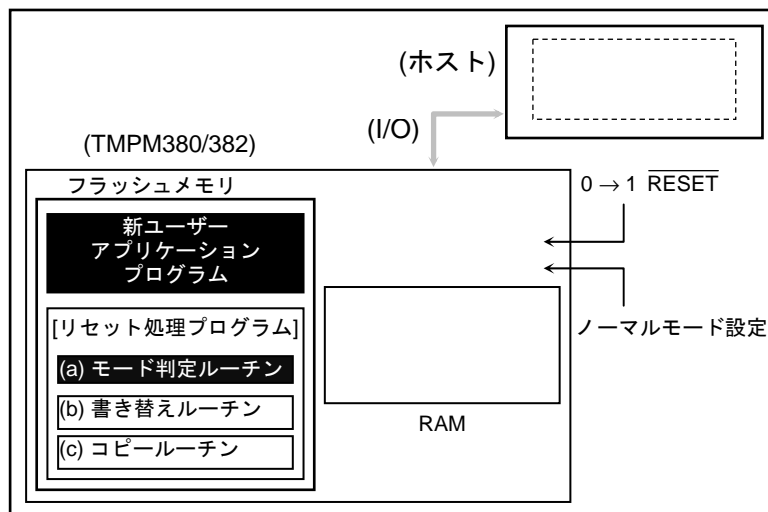 (ホスト)
(I/O)
(TMPM380/382)
フラッシュメモリ
0 → 1 RESET
新ユーザー
アプリケーション
プログラム
[リセット処理プログラム]
(a) モード判定ルーチン
(b) 書き替えルーチン
(c) コピールーチン
ノーマルモード設定
RAM